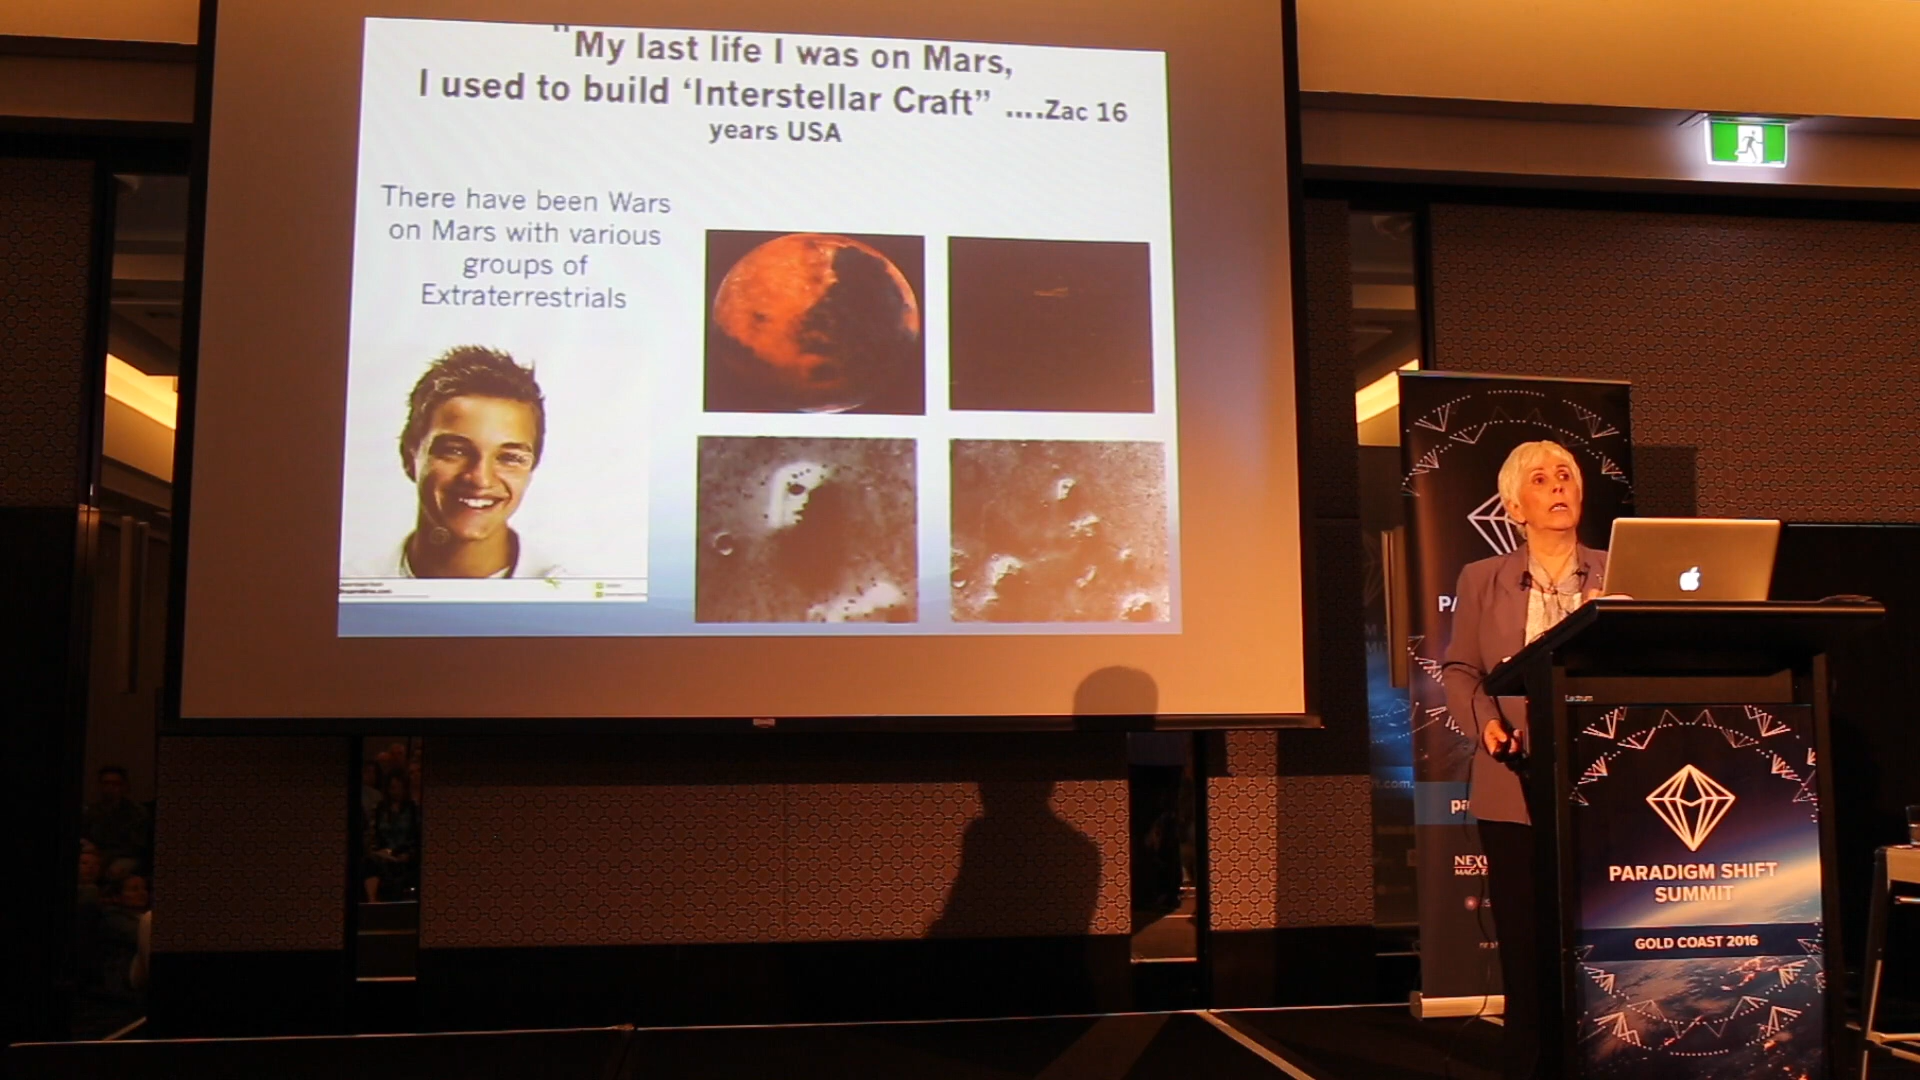 "My last life I was on Mars,
I used to build ‘Interstellar Craft” ....Zac 16
years USA
There have been Wars
on Mars with various
groups of
Extraterrestrials
PARADIGM SHIFT
SUMMIT
GOLD COAST 2016